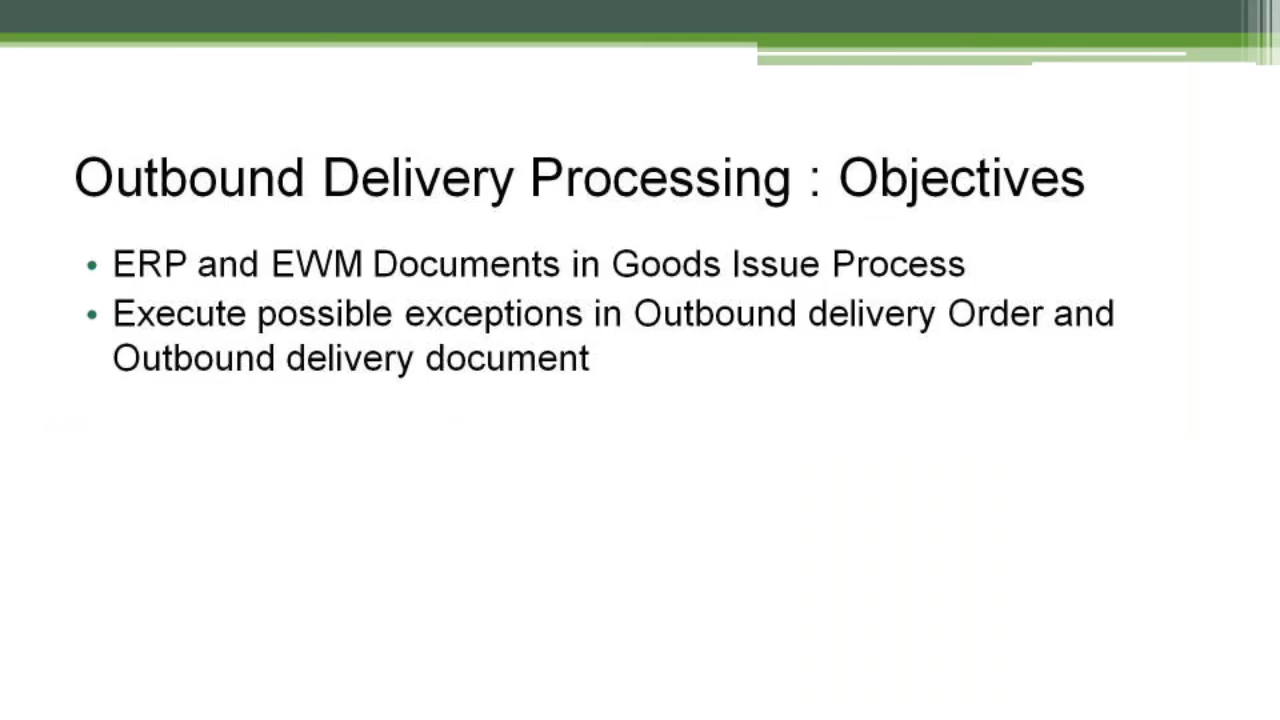 Outbound Delivery Processing : Objectives
• ERP and EWM Documents in Goods Issue Process
• Execute possible exceptions in Outbound delivery Order and
Outbound delivery document